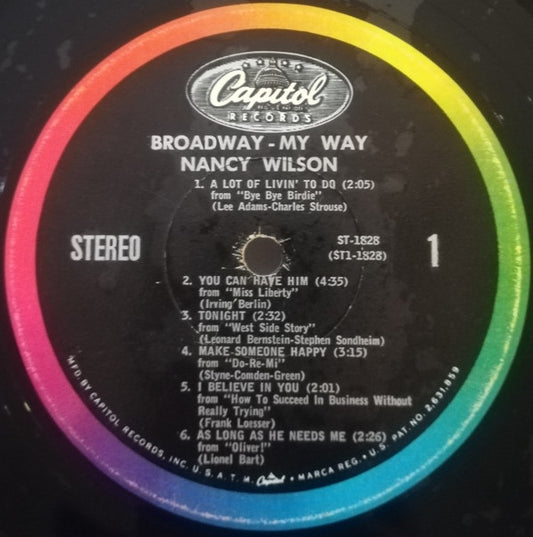 Capitol
RECORDS
BROADWAY - MY WAY
NANCY WILSON
1. A LOT OF LIVIN' TO DO (2:05)
from "Bye Bye Birdie"
(Lee Adams-Charles Strouse)
STEREO
ST-1828
(ST1-1828)
1
2. YOU CAN HAVE HIM (4:35)
from "Miss Liberty"
(Irving Berlin)
3. TONIGHT (2:32)
from "West Side Story"
(Leonard Bernstein-Stephen Sondheim)
4. MAKE SOMEONE HAPPY (3:15)
from "Do-Re-Mi"
(Styne-Comden-Green)
5. I BELIEVE IN YOU (2:01)
from "How To Succeed In Business Without
Really Trying"
(Frank Loesser)
6. AS LONG AS HE NEEDS ME (2:26)
from "Oliver!"
(Lionel Bart)
MFD. BY CAPITOL RECORDS, INC. U.S.A. T.M. Capitol MARCA REG. • U.S. PAT. NO. 2,631,859